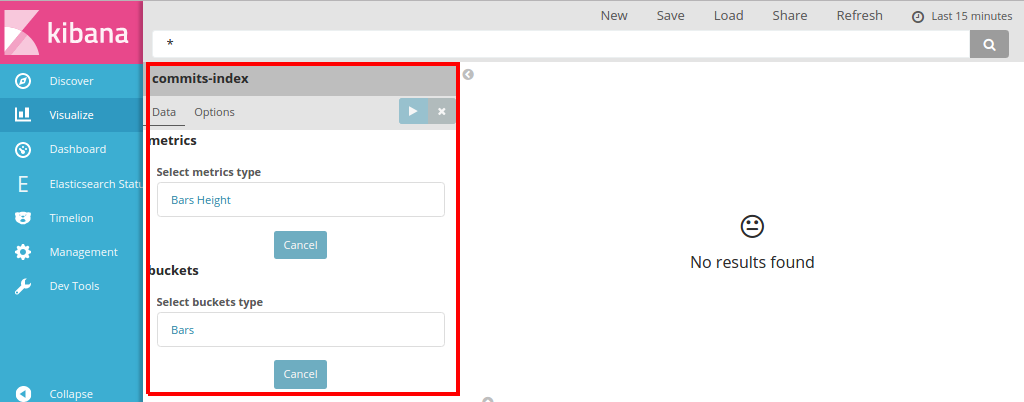 kibana
New Save Load Share Refresh Last 15 minutes
*
Discover
Visualize
Dashboard
E Elasticsearch Statu
Timelion
Management
Dev Tools
Collapse
commits-index
Data Options
metrics
Select metrics type
Bars Height
Cancel
buckets
Select buckets type
Bars
Cancel
No results found